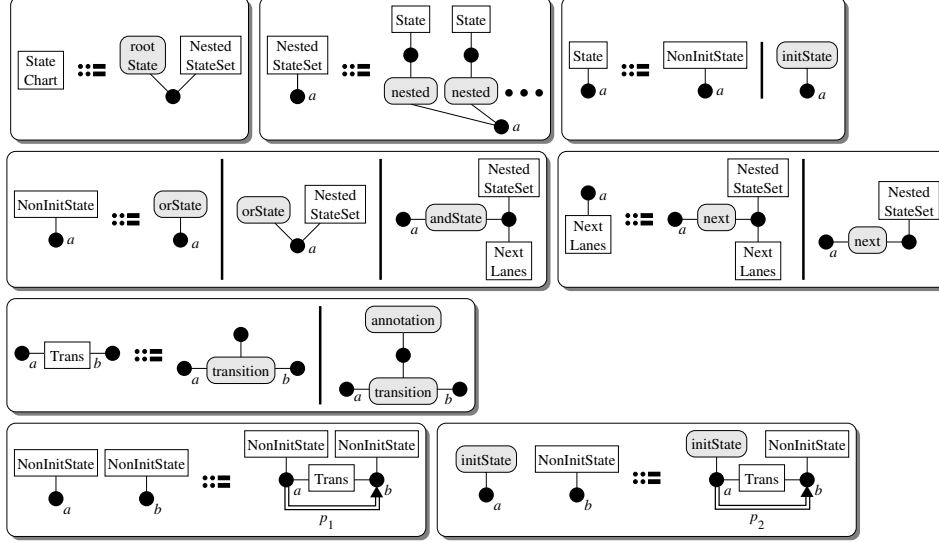 State Chart ::= root State Nested StateSet
Nested StateSet a ::= State State nested nested ••• a
State a ::= NonInitState a | initState a
NonInitState a ::= orState a | orState Nested StateSet a | a andState Nested StateSet Next Lanes
a Next Lanes ::= a next Nested StateSet Next Lanes | a next Nested StateSet
a Trans b ::= a transition b | annotation a transition b
NonInitState NonInitState a b ::= NonInitState NonInitState a Trans b p1
initState NonInitState a b ::= initState NonInitState a Trans b p2